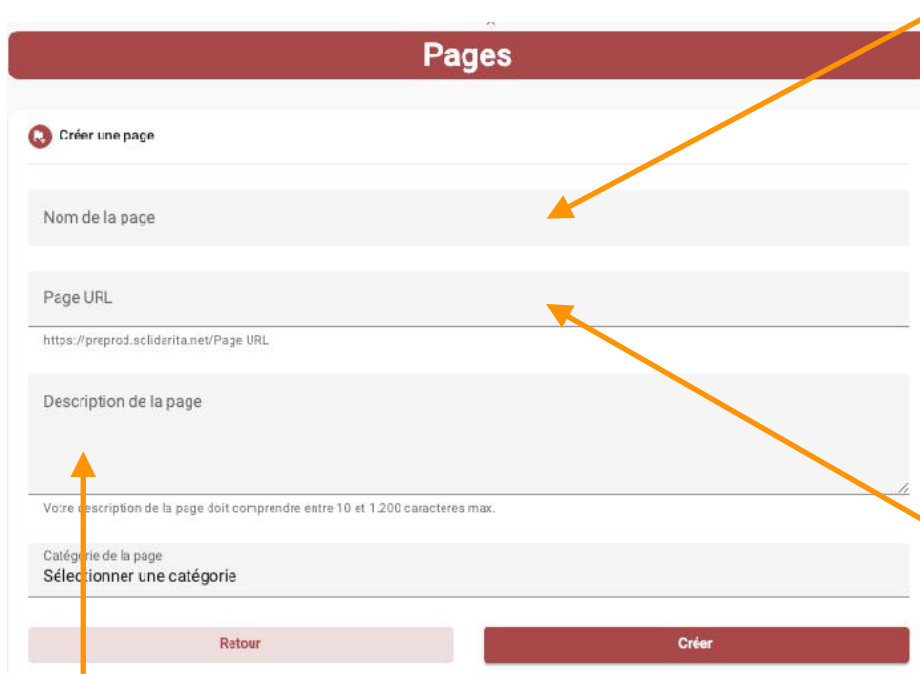 Pages
Créer une page
Nom de la page
Page URL
https://preprod.solidarita.net/Page URL
Description de la page
Votre description de la page doit comprendre entre 10 et 1.200 caractères max.
Catégorie de la page
Sélectionner une catégorie
Retour
Créer